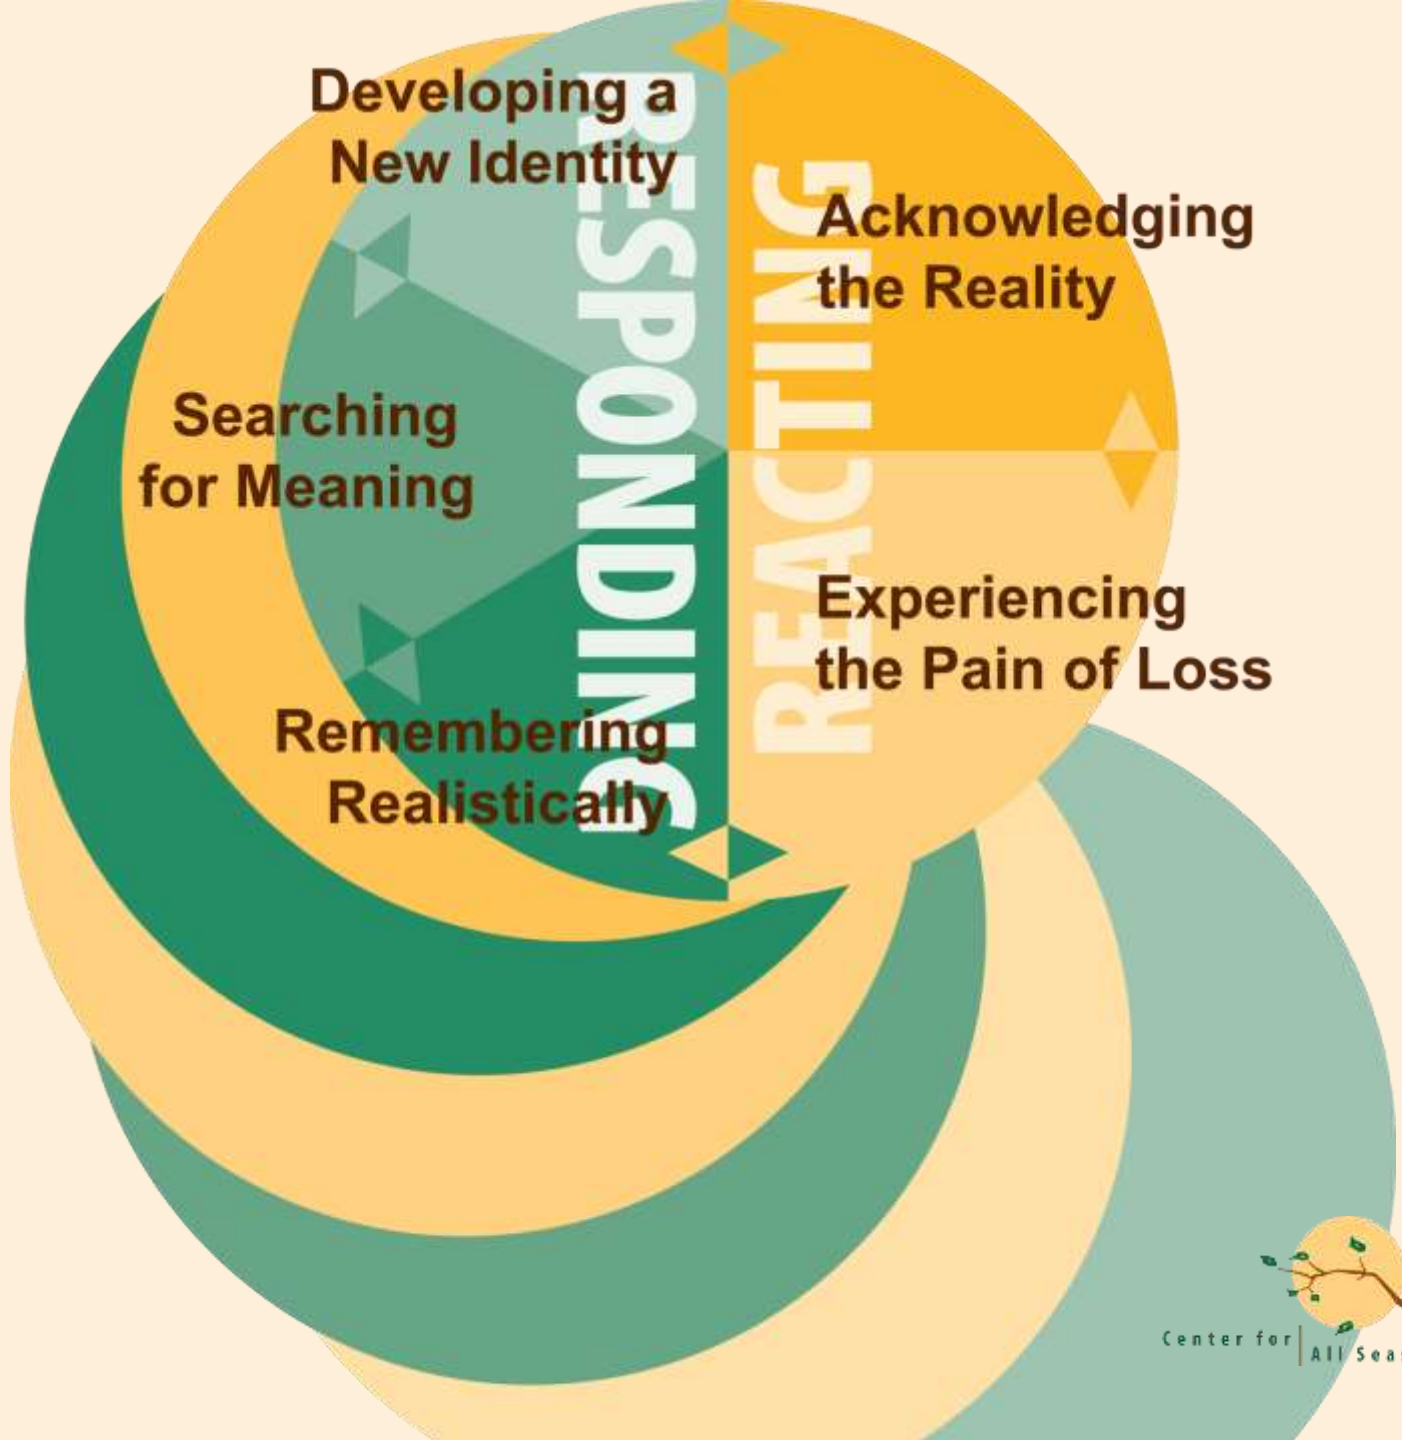 Developing a
New Identity
RESPONDING
REACTING
Acknowledging
the Reality
Searching
for Meaning
Experiencing
the Pain of Loss
Remembering
Realistically
Center for
All